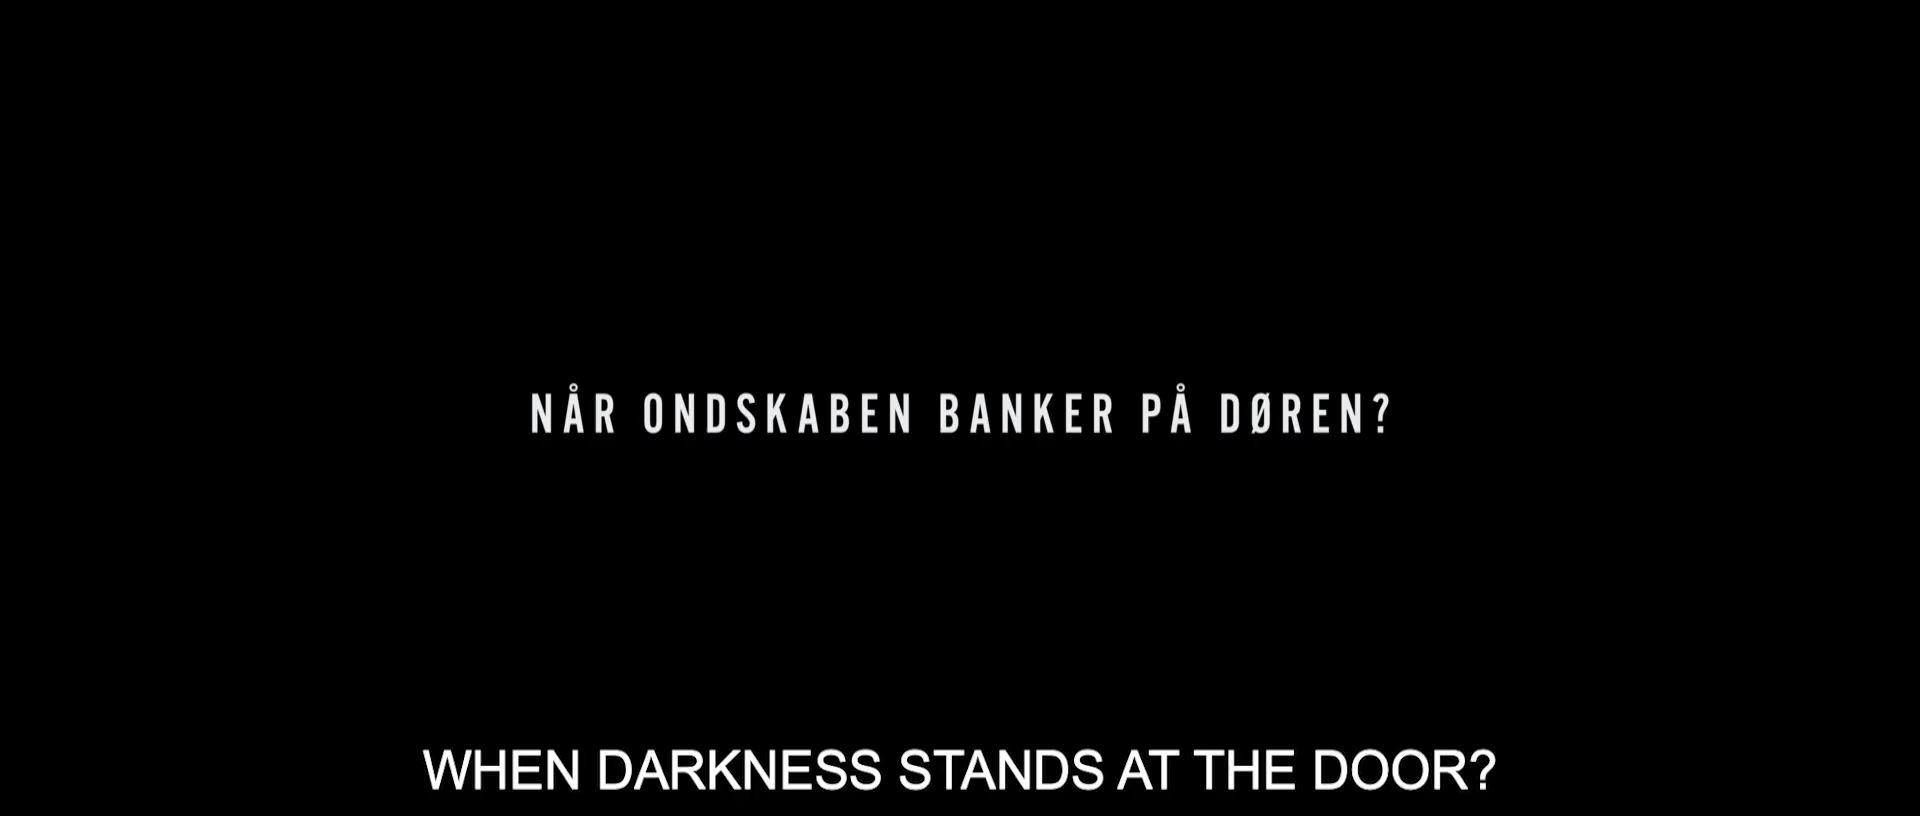 NÅR ONDSKABEN BANKER PÅ DØREN?
WHEN DARKNESS STANDS AT THE DOOR?